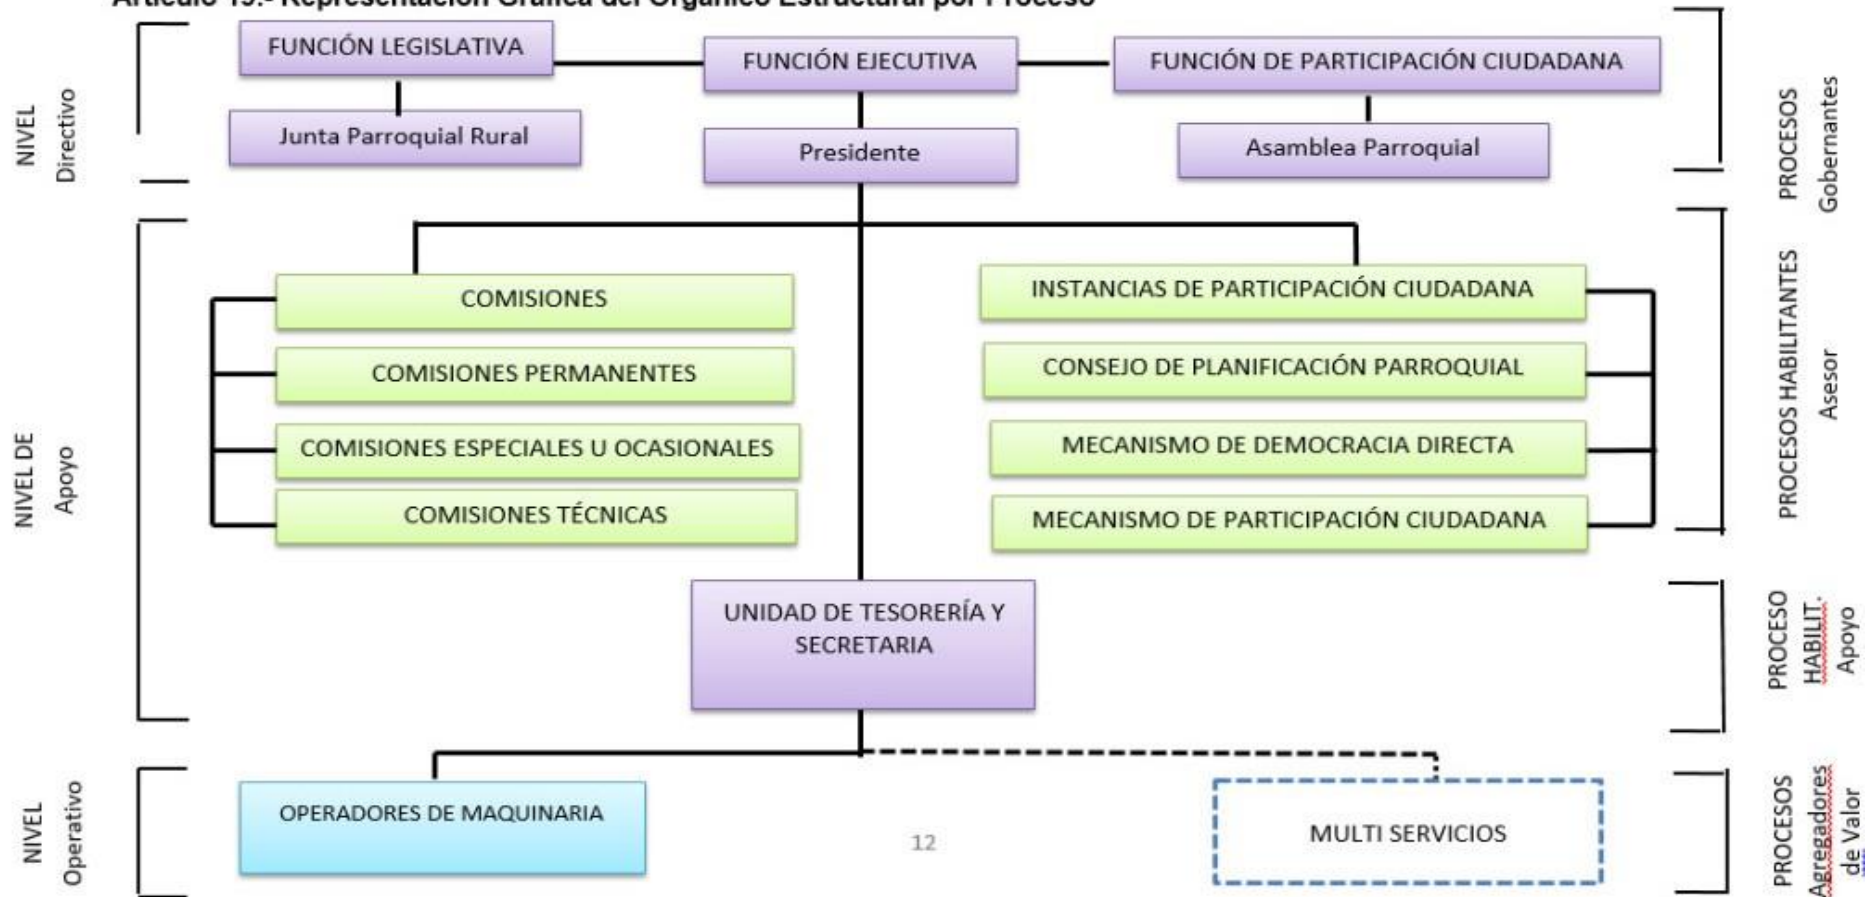 Artículo 15.- Representación Gráfica del Orgánico Estructural por Proceso
FUNCIÓN LEGISLATIVA
FUNCIÓN EJECUTIVA
FUNCIÓN DE PARTICIPACIÓN CIUDADANA
Junta Parroquial Rural
Presidente
Asamblea Parroquial
NIVEL
Directivo
PROCESOS
Gobernantes
COMISIONES
COMISIONES PERMANENTES
COMISIONES ESPECIALES U OCASIONALES
COMISIONES TÉCNICAS
INSTANCIAS DE PARTICIPACIÓN CIUDADANA
CONSEJO DE PLANIFICACIÓN PARROQUIAL
MECANISMO DE DEMOCRACIA DIRECTA
MECANISMO DE PARTICIPACIÓN CIUDADANA
NIVEL DE
Apoyo
PROCESOS HABILITANTES
Asesor
UNIDAD DE TESORERÍA Y
SECRETARIA
PROCESO
HABILIT.
Apoyo
NIVEL
Operativo
OPERADORES DE MAQUINARIA
12
MULTI SERVICIOS
PROCESOS
Agregadores
de Valor